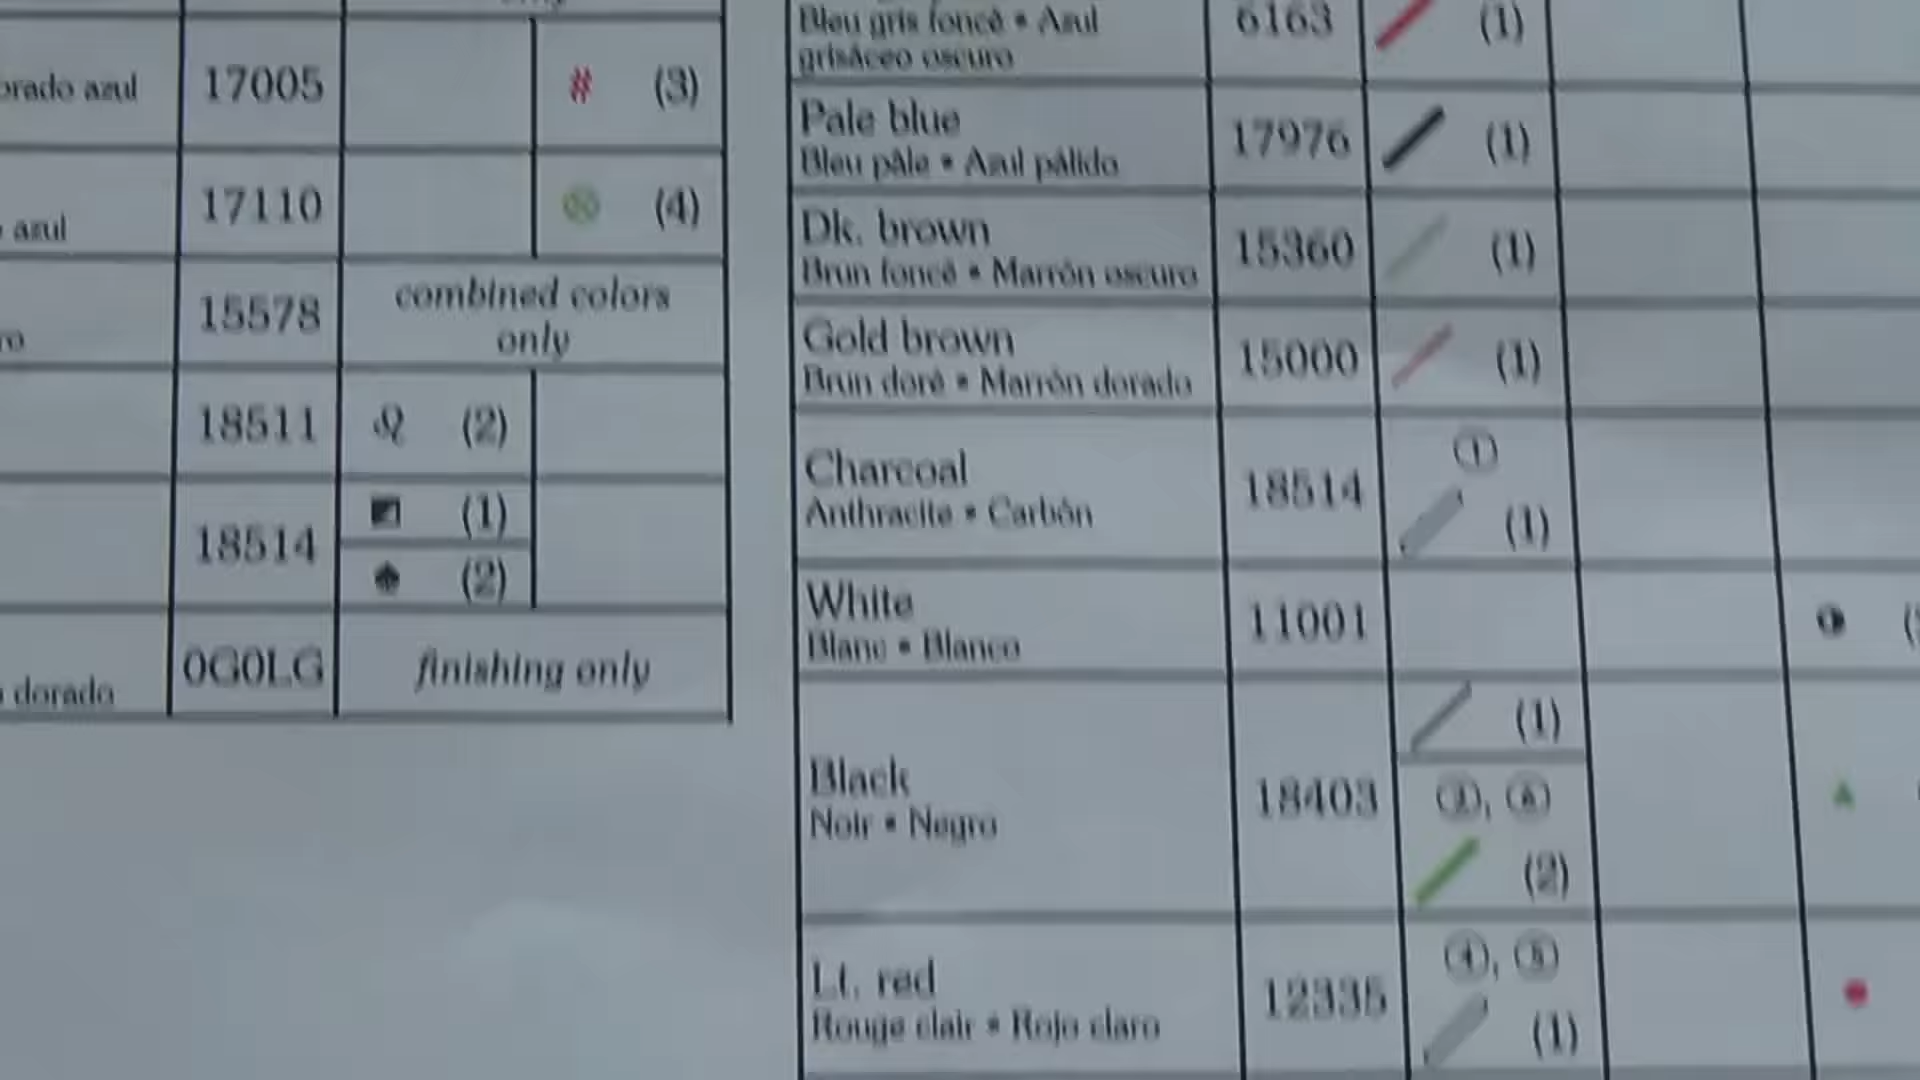 orado azul 17005 # (3)
17110 (4)
azul
15578 combined colors
only
18511 (2)
18514 (1)
(2)
0G0LG finishing only
dorado
Bleu gris foncé • Azul
grisáceo oscuro
6163 (1)
Pale blue
Bleu pâle • Azul pálido
17976 (1)
Dk. brown
Brun foncé • Marrón oscuro
15360 (1)
Gold brown
Brun doré • Marrón dorado
15000 (1)
Charcoal
Anthracite • Carbón
18514 ①
(1)
White
Blanc • Blanco
11001
Black
Noir • Negro
18403 (1)
(2)
Lt. red
Rouge clair • Rojo claro
12335 ④,
(1)